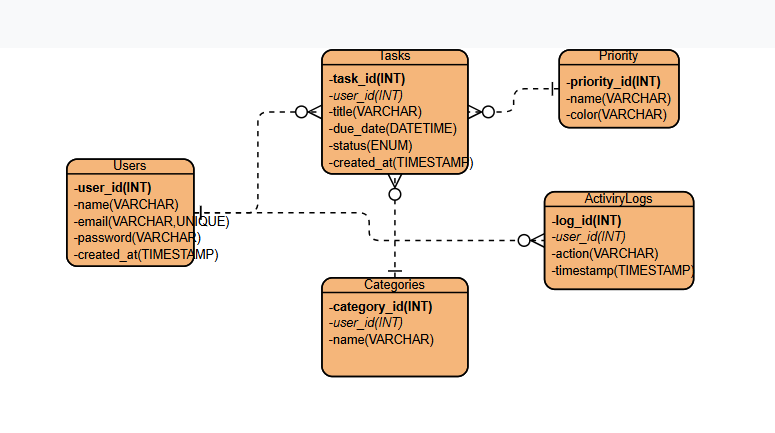 Tasks
-task_id(INT)
-user_id(INT)
-title(VARCHAR)
-due_date(DATETIME)
-status(ENUM)
-created_at(TIMESTAMP)
Priority
-priority_id(INT)
-name(VARCHAR)
-color(VARCHAR)
Users
-user_id(INT)
-name(VARCHAR)
-email(VARCHAR,UNIQUE)
-password(VARCHAR)
-created_at(TIMESTAMP)
ActiviryLogs
-log_id(INT)
-user_id(INT)
-action(VARCHAR)
-timestamp(TIMESTAMP)
Categories
-category_id(INT)
-user_id(INT)
-name(VARCHAR)